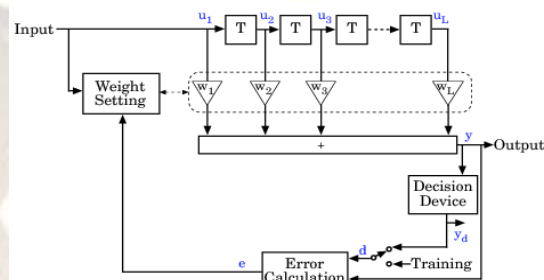 u1 u2 u3 uL
Input T T T T
Weight
Setting
w1 w2 w3 wL
+
y
Output
Decision
Device
yd
d
Training
e
Error
Calculation